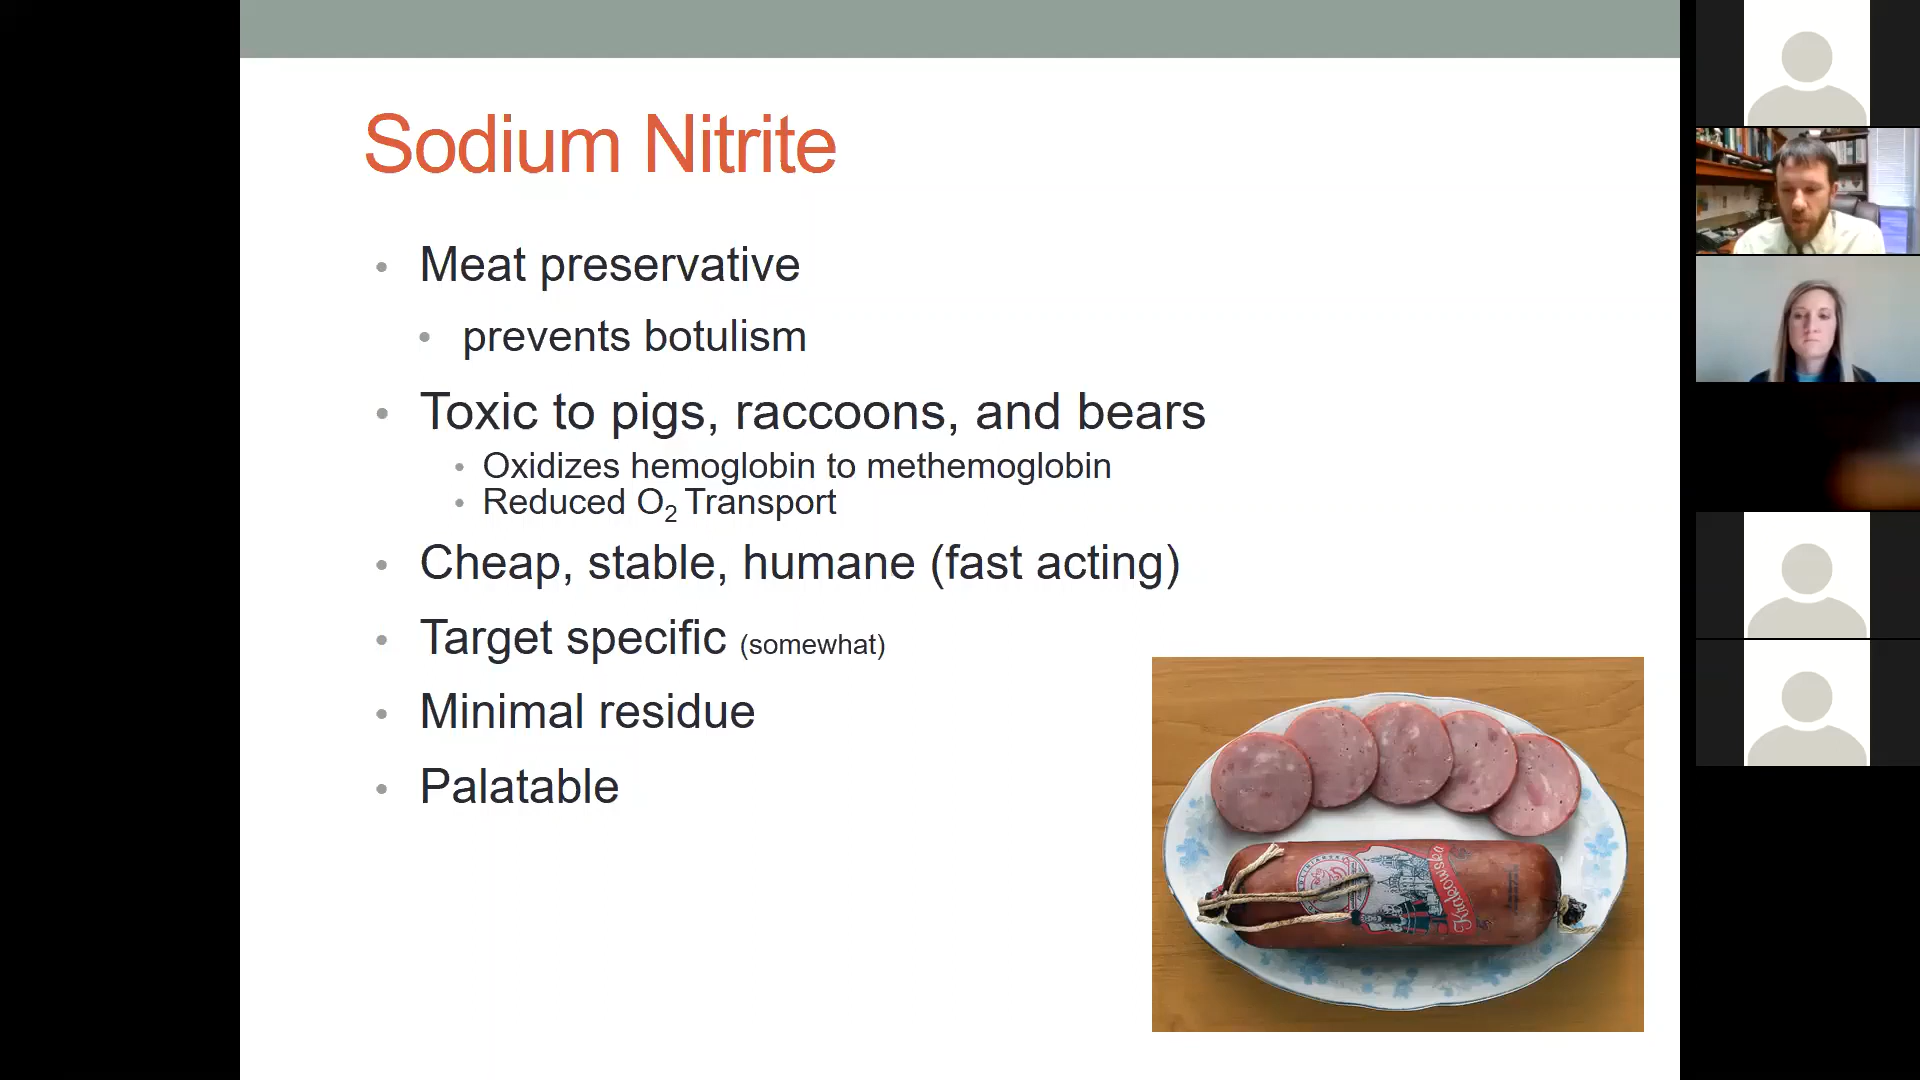 Sodium Nitrite
• Meat preservative
• prevents botulism
• Toxic to pigs, raccoons, and bears
• Oxidizes hemoglobin to methemoglobin
• Reduced O₂ Transport
• Cheap, stable, humane (fast acting)
• Target specific (somewhat)
• Minimal residue
• Palatable
Krakowska